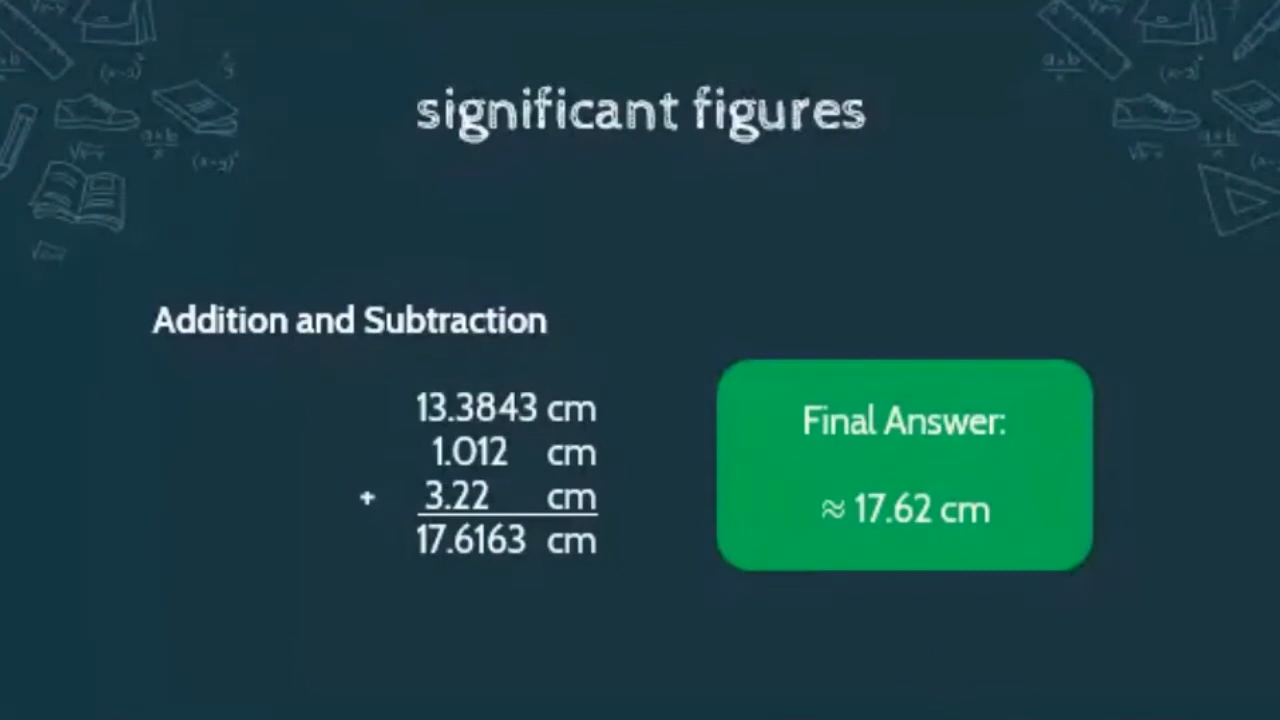 significant figures
Addition and Subtraction
13.3843 cm
1.012 cm
+ 3.22 cm
17.6163 cm
Final Answer:
≈ 17.62 cm